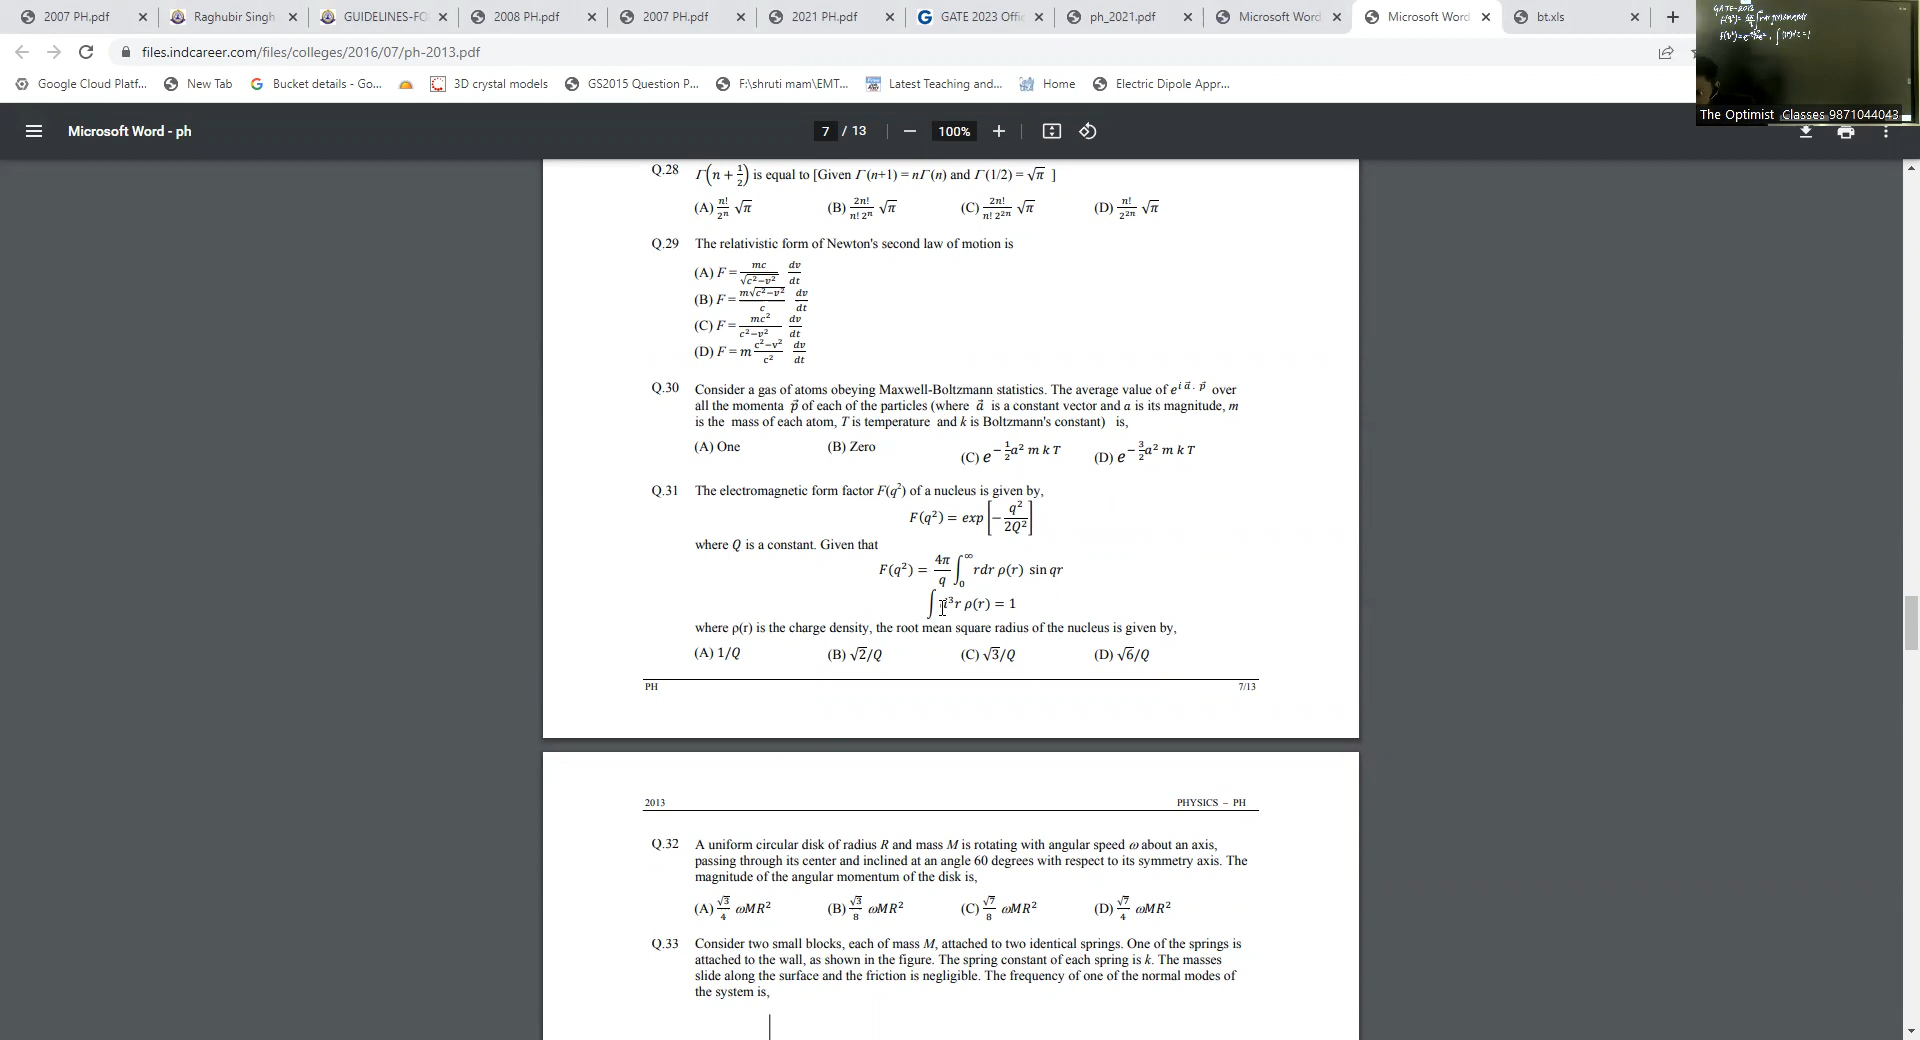 2007 PH.pdf
Raghubir Singh
GUIDELINES-FO
2008 PH.pdf
2007 PH.pdf
2021 PH.pdf
GATE 2023 Offi
ph_2021.pdf
Microsoft Word
Microsoft Word
bt.xls
files.indcareer.com/files/colleges/2016/07/ph-2013.pdf
Google Cloud Platf...
New Tab
Bucket details - Go...
3D crystal models
GS2015 Question P...
F:\shruti mam\EMT...
Latest Teaching and...
Home
Electric Dipole Appr...
GATE-2013
The Optimist Classes 9871044043
Microsoft Word - ph
7 / 13
100%
Q.28 Γ(n + 1/2) is equal to [Given Γ(n+1) = nΓ(n) and Γ(1/2) = √π ]
(A) n!/2ⁿ √π (B) 2n!/(n! 2ⁿ) √π (C) 2n!/(n! 2²ⁿ) √π (D) n!/2²ⁿ √π
Q.29 The relativistic form of Newton's second law of motion is
(A) F = mc/√(c²−v²) dv/dt
(B) F = m√(c²−v²)/c dv/dt
(C) F = mc²/(c²−v²) dv/dt
(D) F = m (c²−v²)/c² dv/dt
Q.30 Consider a gas of atoms obeying Maxwell-Boltzmann statistics. The average value of e^(i a⃗ . p⃗) over
all the momenta p⃗ of each of the particles (where a⃗ is a constant vector and a is its magnitude, m
is the mass of each atom, T is temperature and k is Boltzmann's constant) is,
(A) One (B) Zero (C) e^(−1/2 a² m k T) (D) e^(−3/2 a² m k T)
Q.31 The electromagnetic form factor F(q²) of a nucleus is given by,
F(q²) = exp [− q²/2Q²]
where Q is a constant. Given that
F(q²) = 4π/q ∫₀^∞ rdr ρ(r) sin qr
∫ d³r ρ(r) = 1
where ρ(r) is the charge density, the root mean square radius of the nucleus is given by,
(A) 1/Q (B) √2/Q (C) √3/Q (D) √6/Q
PH 7/13
2013 PHYSICS – PH
Q.32 A uniform circular disk of radius R and mass M is rotating with angular speed ω about an axis,
passing through its center and inclined at an angle 60 degrees with respect to its symmetry axis. The
magnitude of the angular momentum of the disk is,
(A) √3/4 ωMR² (B) √3/8 ωMR² (C) √7/8 ωMR² (D) √7/4 ωMR²
Q.33 Consider two small blocks, each of mass M, attached to two identical springs. One of the springs is
attached to the wall, as shown in the figure. The spring constant of each spring is k. The masses
slide along the surface and the friction is negligible. The frequency of one of the normal modes of
the system is,